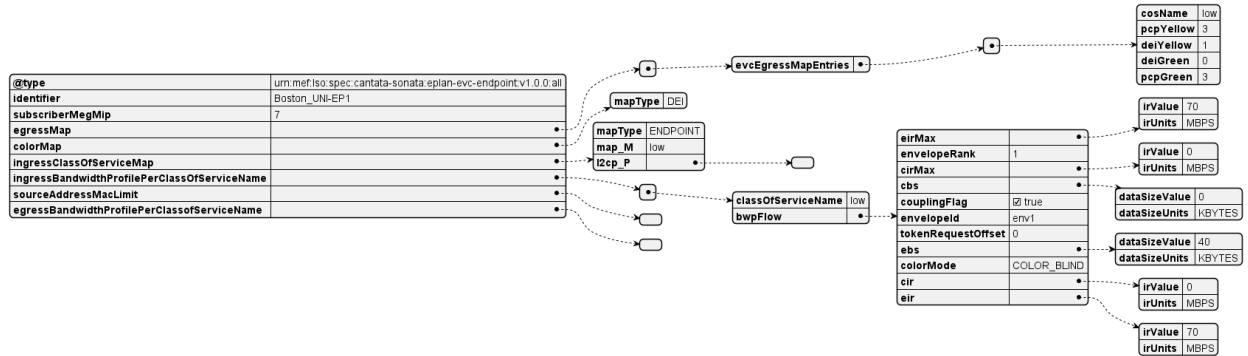 @type urn:mef:lso:spec:cantata-sonata:eplan-evc-endpoint:v1.0.0:all
identifier Boston_UNI-EP1
subscriberMegMip 7
egressMap
colorMap
ingressClassOfServiceMap
ingressBandwidthProfilePerClassOfServiceName
sourceAddressMacLimit
egressBandwidthProfilePerClassofServiceName
evcEgressMapEntries
cosName low
pcpYellow 3
deiYellow 1
deiGreen 0
pcpGreen 3
mapType DEI
mapType ENDPOINT
map_M low
l2cp_P
classOfServiceName low
bwpFlow
eirMax
envelopeRank 1
cirMax
cbs
couplingFlag ☑ true
envelopeId env1
tokenRequestOffset 0
ebs
colorMode COLOR_BLIND
cir
eir
irValue 70
irUnits MBPS
irValue 0
irUnits MBPS
dataSizeValue 0
dataSizeUnits KBYTES
dataSizeValue 40
dataSizeUnits KBYTES
irValue 0
irUnits MBPS
irValue 70
irUnits MBPS